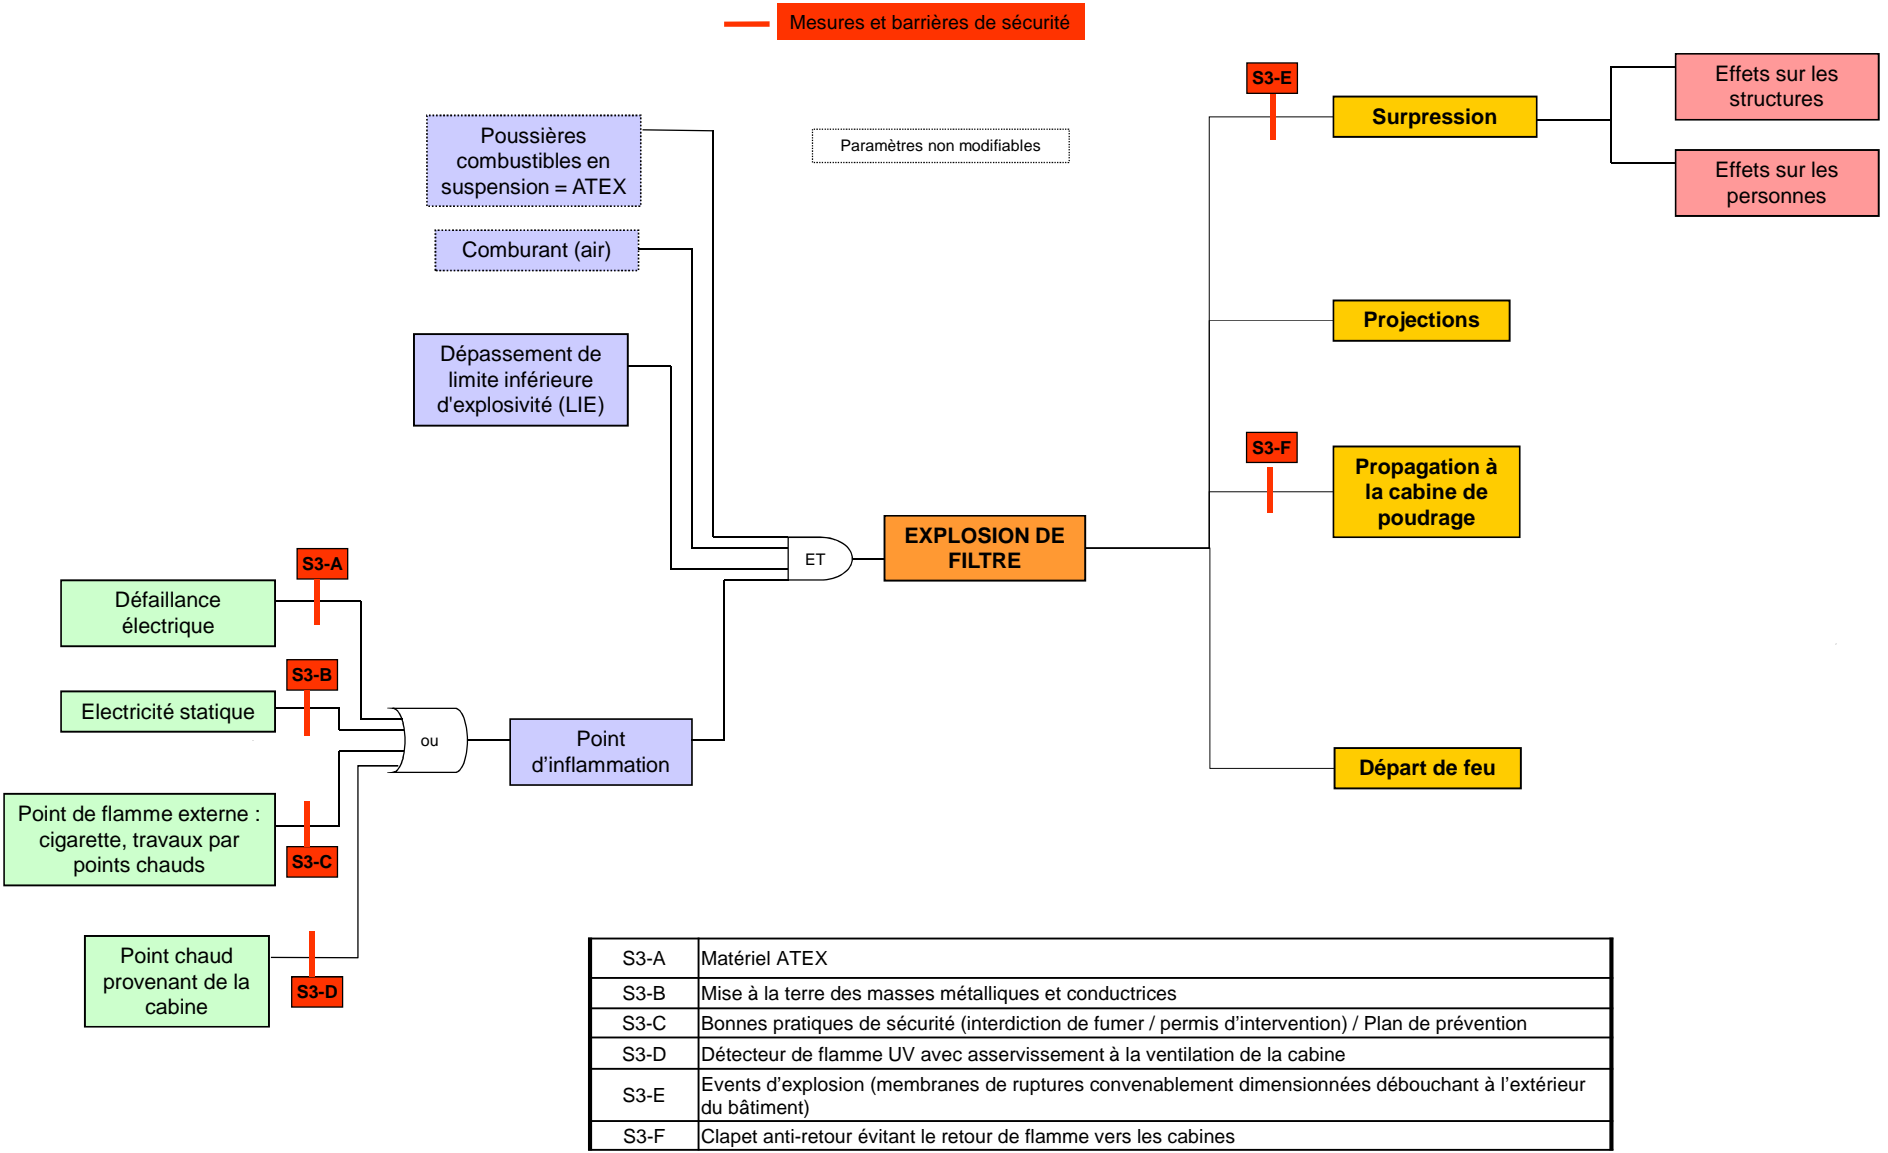 Mesures et barrières de sécurité
Poussières
combustibles en
suspension = ATEX
Paramètres non modifiables
Comburant (air)
Dépassement de
limite inférieure
d'explosivité (LIE)
S3-A
Défaillance
électrique
S3-B
Electricité statique
Point de flamme externe :
cigarette, travaux par
points chauds
S3-C
Point chaud
provenant de la
cabine
S3-D
ou
Point
d’inflammation
ET
EXPLOSION DE
FILTRE
S3-E
Surpression
Effets sur les
structures
Effets sur les
personnes
Projections
S3-F
Propagation à
la cabine de
poudrage
Départ de feu
S3-A Matériel ATEX
S3-B Mise à la terre des masses métalliques et conductrices
S3-C Bonnes pratiques de sécurité (interdiction de fumer / permis d’intervention) / Plan de prévention
S3-D Détecteur de flamme UV avec asservissement à la ventilation de la cabine
S3-E Events d’explosion (membranes de ruptures convenablement dimensionnées débouchant à l’extérieur
du bâtiment)
S3-F Clapet anti-retour évitant le retour de flamme vers les cabines